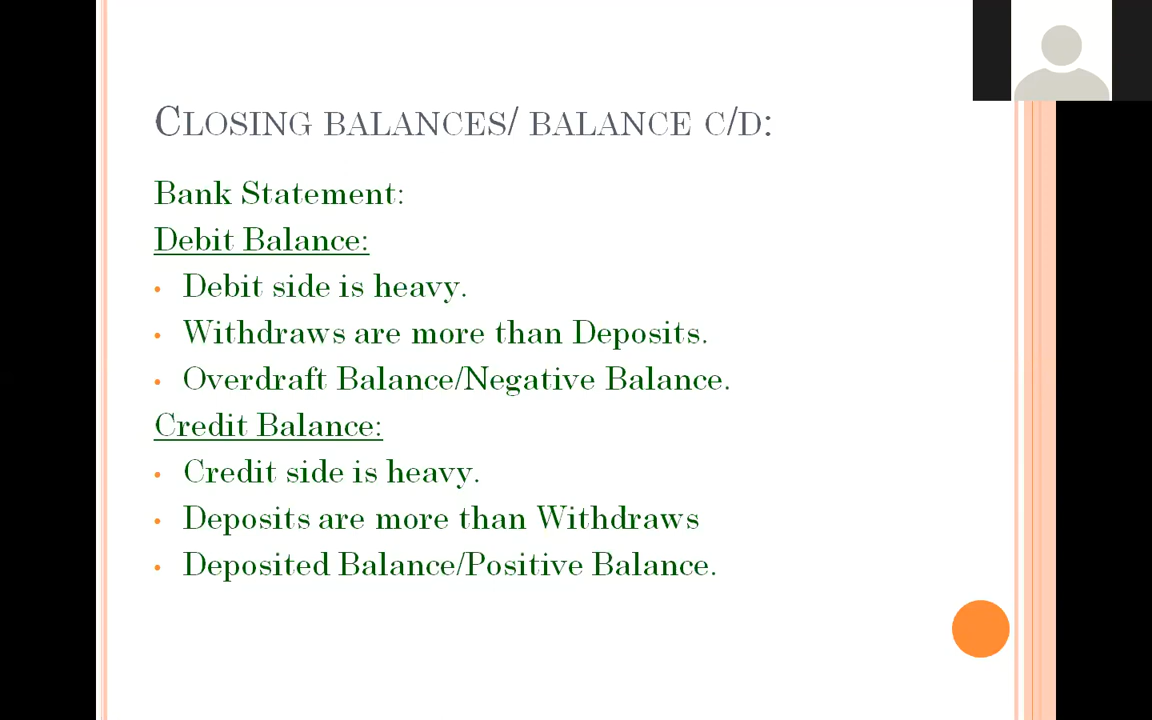 CLOSING BALANCES/ BALANCE C/D:
Bank Statement:
Debit Balance:
• Debit side is heavy.
• Withdraws are more than Deposits.
• Overdraft Balance/Negative Balance.
Credit Balance:
• Credit side is heavy.
• Deposits are more than Withdraws
• Deposited Balance/Positive Balance.